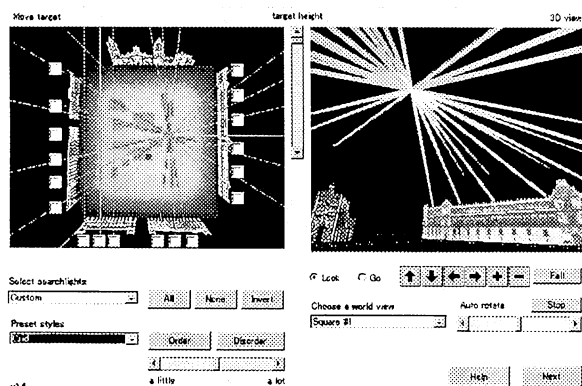 Move target
target height
3D view
Select searchlights
Custom
All
None
Invert
Preset styles
Grid
Order
Disorder
a little
a lot
Look
Go
Fall
Choose a world view
Square #1
Auto rotate
Stop
Help
Next